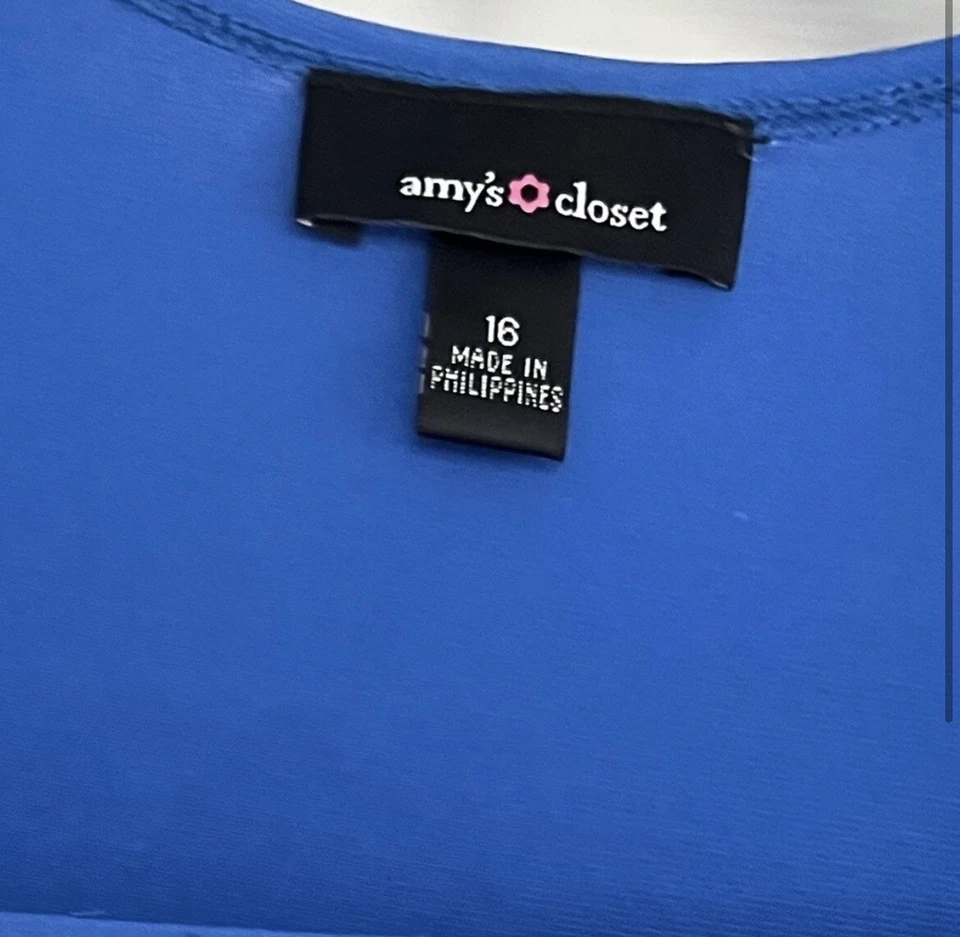 amy's closet
16
MADE IN
PHILIPPINES